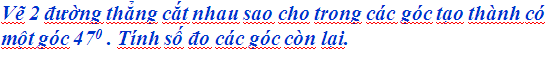 Vẽ 2 đường thẳng cắt nhau sao cho trong các góc tạo thành có
một góc 47⁰ . Tính số đo các góc còn lại.